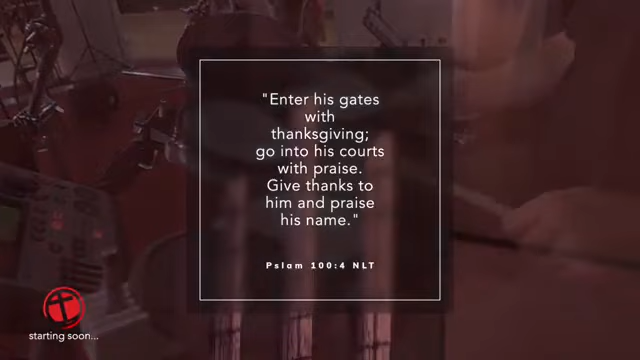 "Enter his gates
with
thanksgiving;
go into his courts
with praise.
Give thanks to
him and praise
his name."
Pslam 100:4 NLT
starting soon...